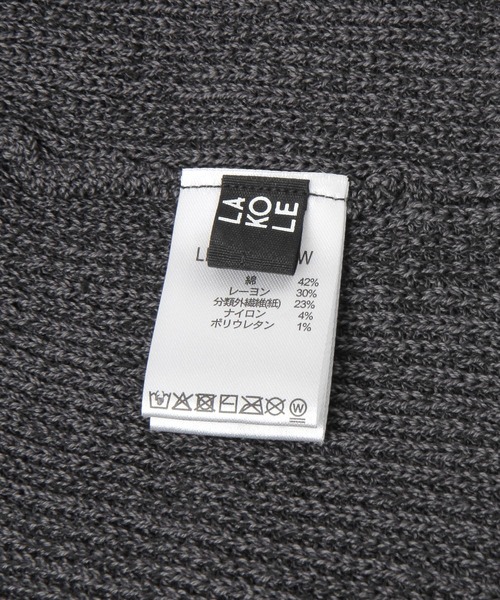 LA
KO
LE
綿 42%
レーヨン 30%
分類外繊維(紙) 23%
ナイロン 4%
ポリウレタン 1%
W